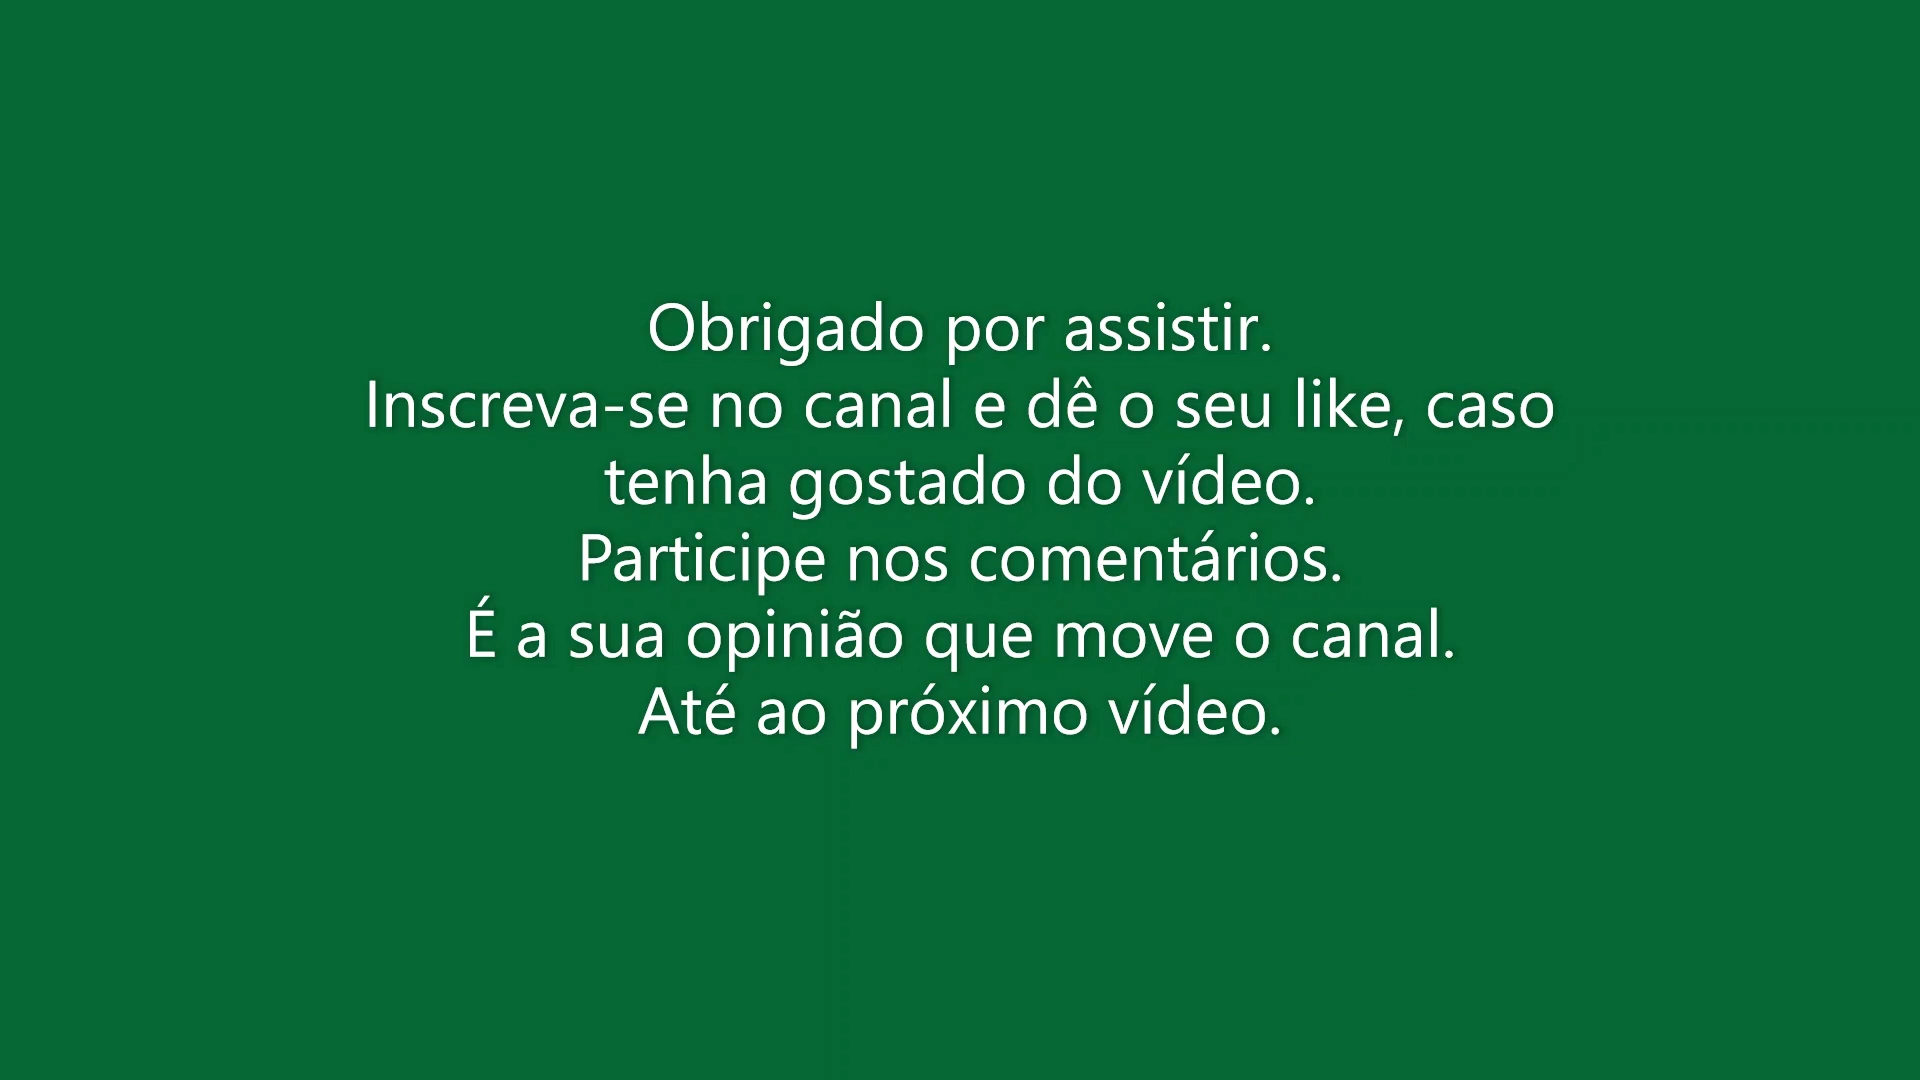 Obrigado por assistir.
Inscreva-se no canal e dê o seu like, caso
tenha gostado do vídeo.
Participe nos comentários.
É a sua opinião que move o canal.
Até ao próximo vídeo.